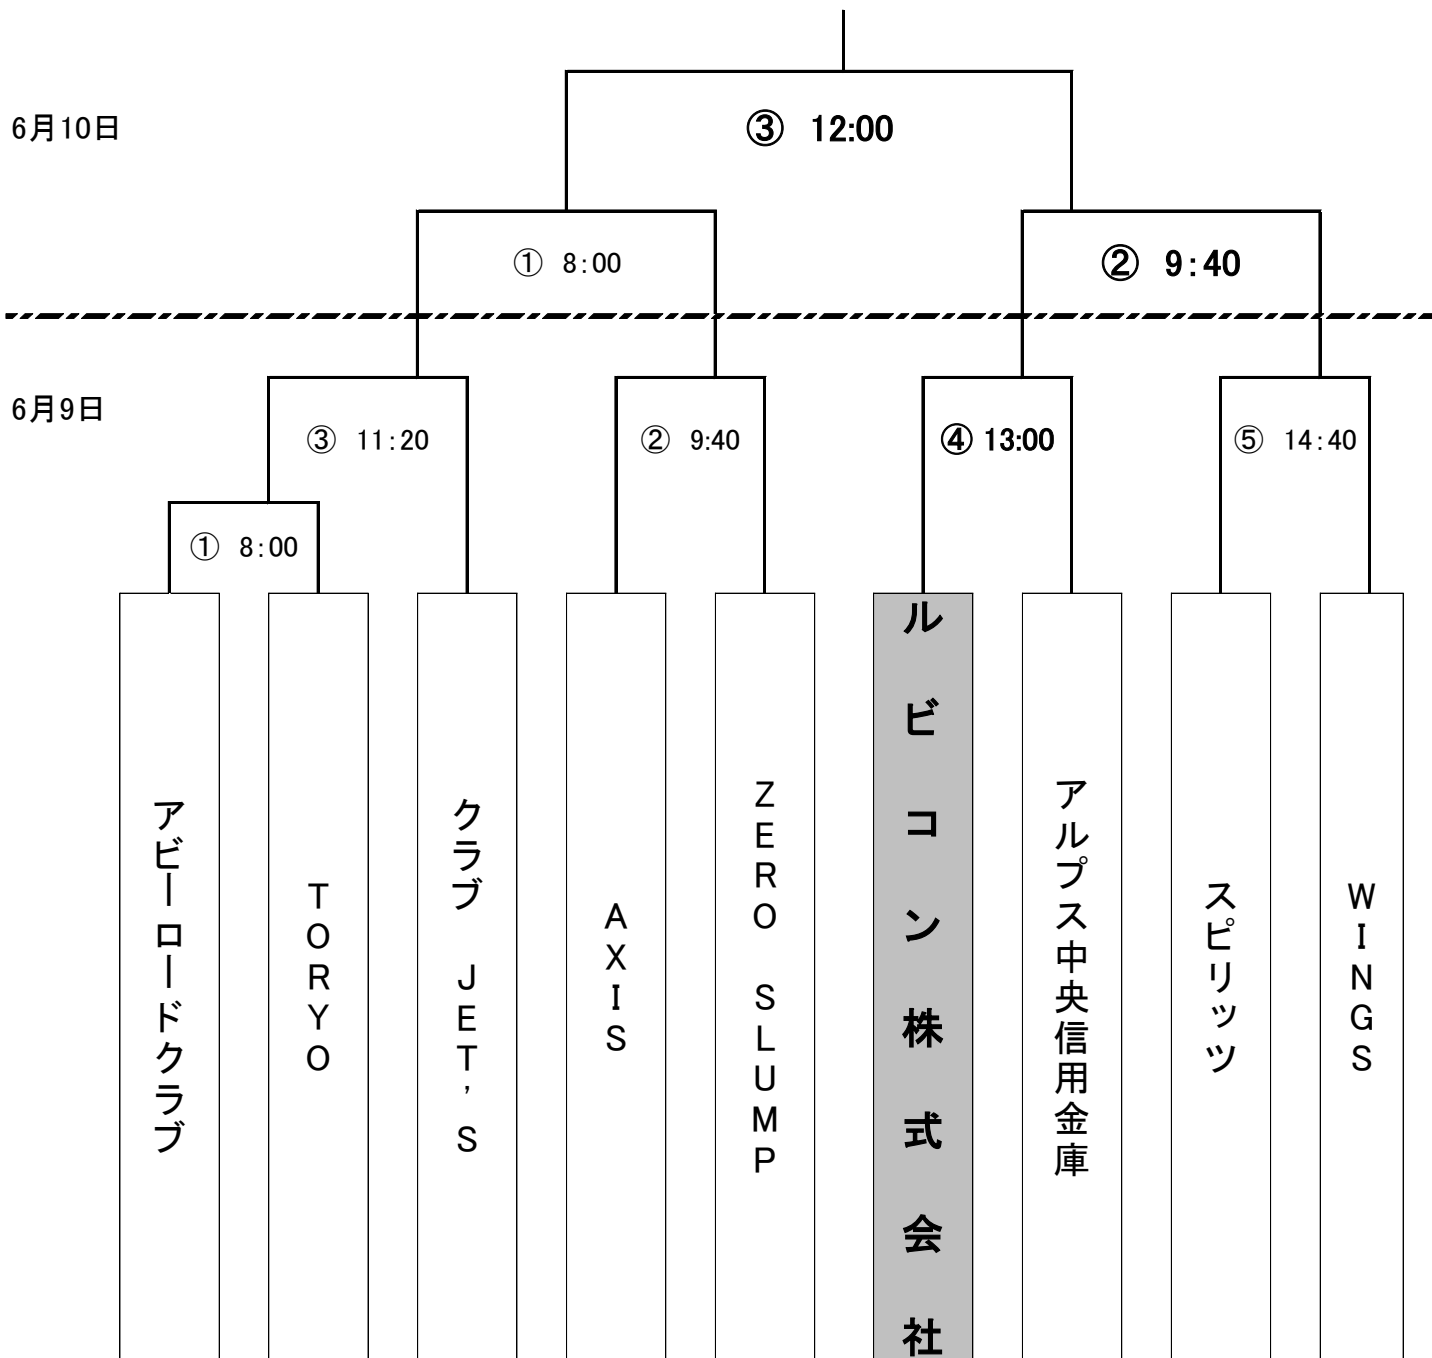 6月10日
③ 12:00
① 8:00
② 9:40
6月9日
③ 11:20
② 9:40
④ 13:00
⑤ 14:40
① 8:00
アビーロードクラブ
TORYO
クラブ JET'S
AXIS
ZERO SLUMP
ルビコン株式会社
アルプス中央信用金庫
スピリッツ
WINGS